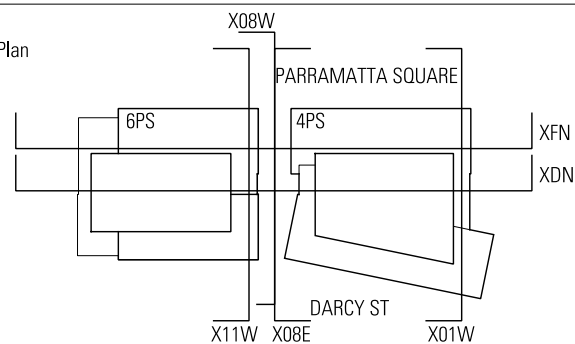 X08W
Plan
PARRAMATTA SQUARE
6PS
4PS
XFN
XDN
DARCY ST
X11W
X08E
X01W